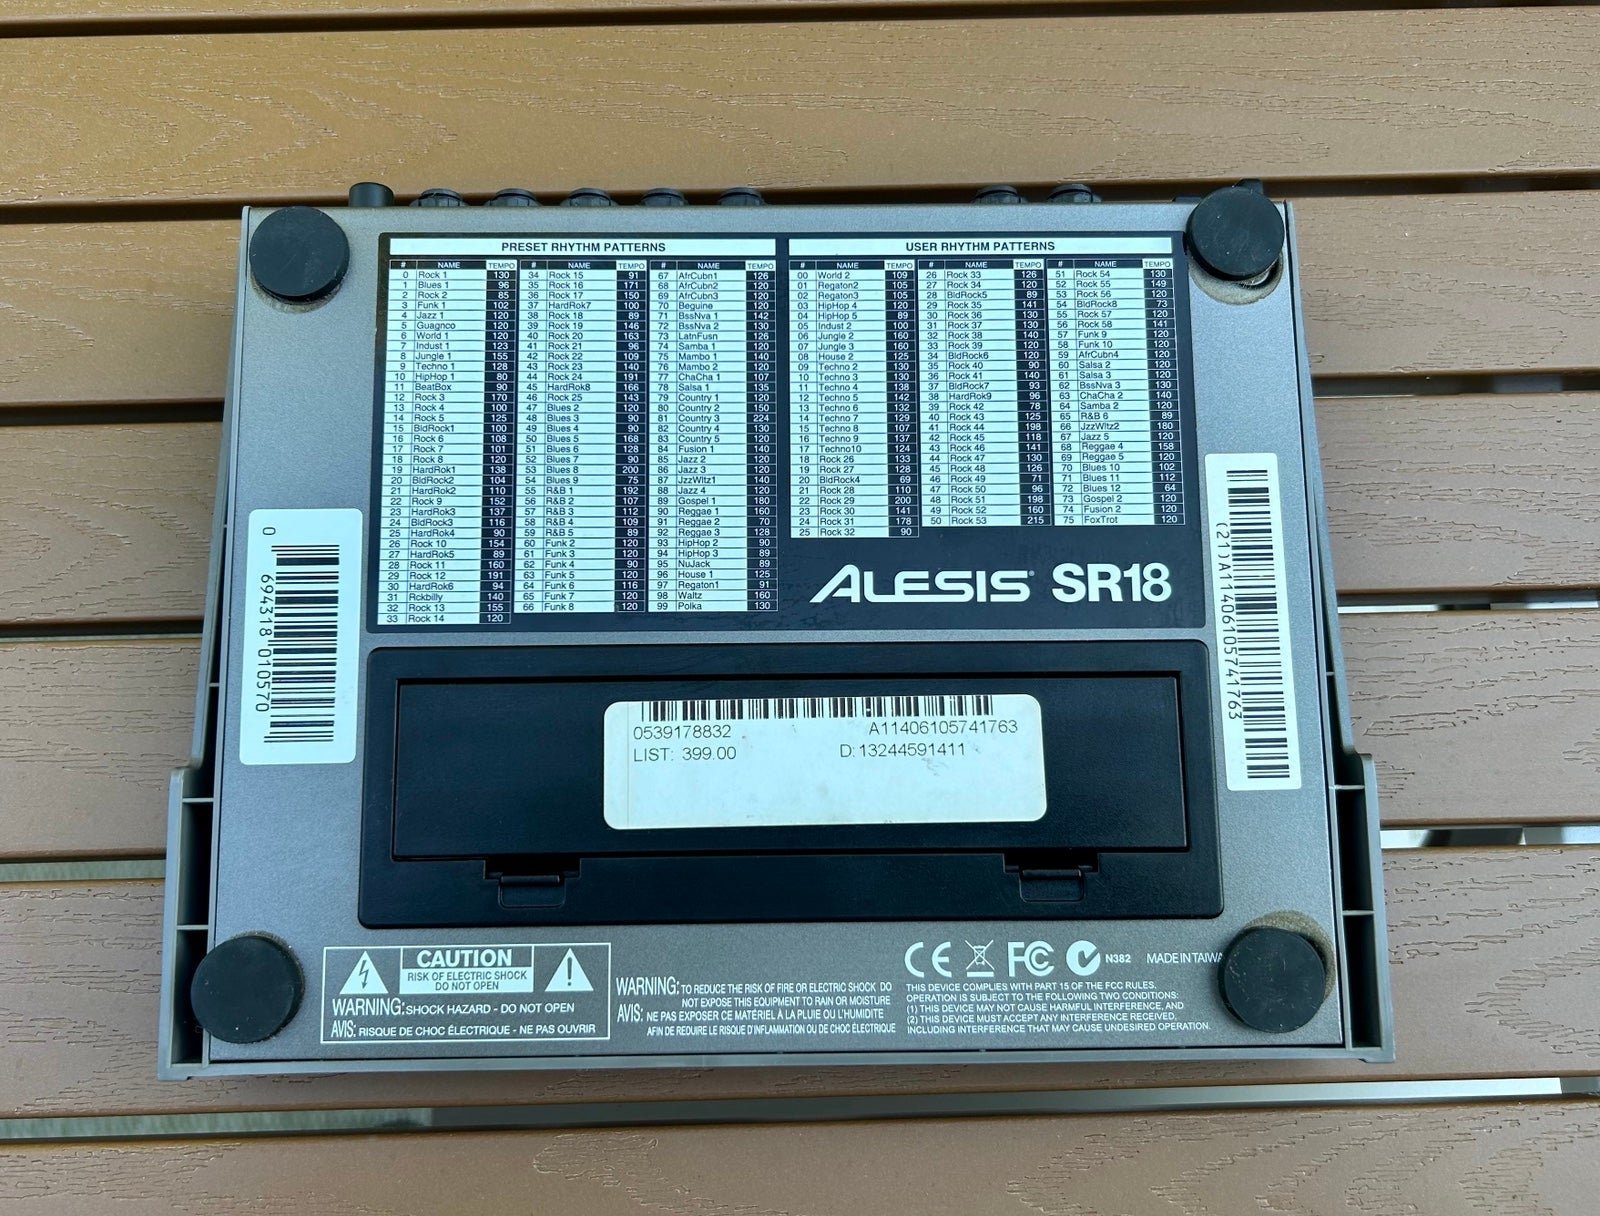 PRESET RHYTHM PATTERNS
# NAME TEMPO
0 Rock 1 130
1 Blues 1 96
2 Rock 2 85
3 Funk 1 102
4 Jazz 1 120
5 Guagnco 120
6 World 1 120
7 Indust 1 123
8 Jungle 1 155
9 Techno 1 128
10 HipHop 1 80
11 BeatBox 90
12 Rock 3 170
13 Rock 4 100
14 Rock 5 125
15 BldRock1 100
16 Rock 6 108
17 Rock 7 101
18 Rock 8 120
19 HardRok1 138
20 BldRock2 104
21 HardRok2 110
22 Rock 9 152
23 HardRok3 137
24 BldRock3 116
25 HardRok4 90
26 Rock 10 154
27 HardRok5 89
28 Rock 11 160
29 Rock 12 191
30 HardRok6 94
31 Rckbilly 140
32 Rock 13 155
33 Rock 14 120
# NAME TEMPO
34 Rock 15 91
35 Rock 16 171
36 Rock 17 150
37 HardRok7 100
38 Rock 18 89
39 Rock 19 146
40 Rock 20 163
41 Rock 21 96
42 Rock 22 109
43 Rock 23 140
44 Rock 24 191
45 HardRok8 166
46 Rock 25 143
47 Blues 2 120
48 Blues 3 90
49 Blues 4 90
50 Blues 5 168
51 Blues 6 128
52 Blues 7 90
53 Blues 8 200
54 Blues 9 75
55 R&B 1 192
56 R&B 2 107
57 R&B 3 112
58 R&B 4 109
59 R&B 5 89
60 Funk 2 120
61 Funk 3 120
62 Funk 4 90
63 Funk 5 120
64 Funk 6 116
65 Funk 7 120
66 Funk 8 120
# NAME TEMPO
67 AfrCubn1 126
68 AfrCubn2 120
69 AfrCubn3 120
70 Beguine 120
71 BssNva 1 142
72 BssNva 2 130
73 LatnFusn 126
74 Samba 1 120
75 Mambo 1 140
76 Mambo 2 120
77 ChaCha 1 107
78 Salsa 1 135
79 Country 1 120
80 Country 2 150
81 Country 3 224
82 Country 4 130
83 Country 5 120
84 Fusion 1 140
85 Jazz 2 120
86 Jazz 3 120
87 JzzWltz1 140
88 Jazz 4 120
89 Gospel 1 180
90 Reggae 1 160
91 Reggae 2 70
92 Reggae 3 128
93 HipHop 2 90
94 HipHop 3 89
95 NuJack 89
96 House 1 125
97 Regaton1 91
98 Waltz 160
99 Polka 130
USER RHYTHM PATTERNS
# NAME TEMPO
00 World 2 109
01 Regaton2 105
02 Regaton3 105
03 HipHop 4 120
04 HipHop 5 89
05 Indust 2 100
06 Jungle 2 160
07 Jungle 3 160
08 House 2 125
09 Techno 2 130
10 Techno 3 130
11 Techno 4 138
12 Techno 5 142
13 Techno 6 132
14 Techno 7 129
15 Techno 8 107
16 Techno 9 137
17 Techno10 124
18 Rock 26 133
19 Rock 27 128
20 BldRock4 69
21 Rock 28 110
22 Rock 29 200
23 Rock 30 141
24 Rock 31 178
25 Rock 32 90
# NAME TEMPO
26 Rock 33 126
27 Rock 34 120
28 BldRock5 89
29 Rock 35 141
30 Rock 36 130
31 Rock 37 130
32 Rock 38 140
33 Rock 39 120
34 BldRock6 120
35 Rock 40 90
36 Rock 41 140
37 BldRock7 93
38 HardRok9 96
39 Rock 42 78
40 Rock 43 125
41 Rock 44 198
42 Rock 45 118
43 Rock 46 141
44 Rock 47 130
45 Rock 48 126
46 Rock 49 71
47 Rock 50 96
48 Rock 51 198
49 Rock 52 160
50 Rock 53 215
# NAME TEMPO
51 Rock 54 130
52 Rock 55 149
53 Rock 56 120
54 BldRock8 73
55 Rock 57 120
56 Rock 58 141
57 Funk 9 120
58 Funk 10 120
59 AfrCubn4 120
60 Salsa 2 120
61 Salsa 3 120
62 BssNva 3 130
63 ChaCha 2 140
64 Samba 2 120
65 R&B 6 89
66 JzzWltz2 180
67 Jazz 5 120
68 Reggae 4 158
69 Reggae 5 120
70 Blues 10 102
71 Blues 11 112
72 Blues 12 64
73 Gospel 2 120
74 Fusion 2 120
75 FoxTrot 120
ALESIS® SR18
0 694318 010570
(21)A11406105741763
0539178832 A11406105741763
LIST: 399.00 D:13244591411
CAUTION
RISK OF ELECTRIC SHOCK
DO NOT OPEN
WARNING: SHOCK HAZARD - DO NOT OPEN
AVIS: RISQUE DE CHOC ÉLECTRIQUE - NE PAS OUVRIR
WARNING: TO REDUCE THE RISK OF FIRE OR ELECTRIC SHOCK DO
NOT EXPOSE THIS EQUIPMENT TO RAIN OR MOISTURE
AVIS: NE PAS EXPOSER CE MATÉRIEL À LA PLUIE OU L'HUMIDITE
AFIN DE REDUIRE LE RISQUE D'INFLAMMATION OU DE CHOC ÉLECTRIQUE
CE FC N382 MADE IN TAIWA
THIS DEVICE COMPLIES WITH PART 15 OF THE FCC RULES,
OPERATION IS SUBJECT TO THE FOLLOWING TWO CONDITIONS:
(1) THIS DEVICE MAY NOT CAUSE HARMFUL INTERFERENCE, AND
(2) THIS DEVICE MUST ACCEPT ANY INTERFERENCE RECEIVED,
INCLUDING INTERFERENCE THAT MAY CAUSE UNDESIRED OPERATION.